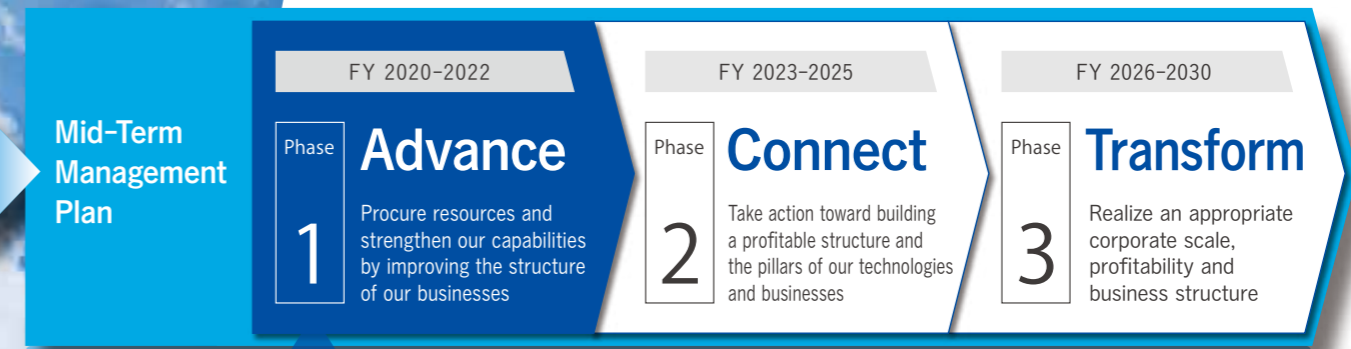 Mid-Term
Management
Plan
FY 2020-2022
Phase
1
Advance
Procure resources and
strengthen our capabilities
by improving the structure
of our businesses
FY 2023-2025
Phase
2
Connect
Take action toward building
a profitable structure and
the pillars of our technologies
and businesses
FY 2026-2030
Phase
3
Transform
Realize an appropriate
corporate scale,
profitability and
business structure